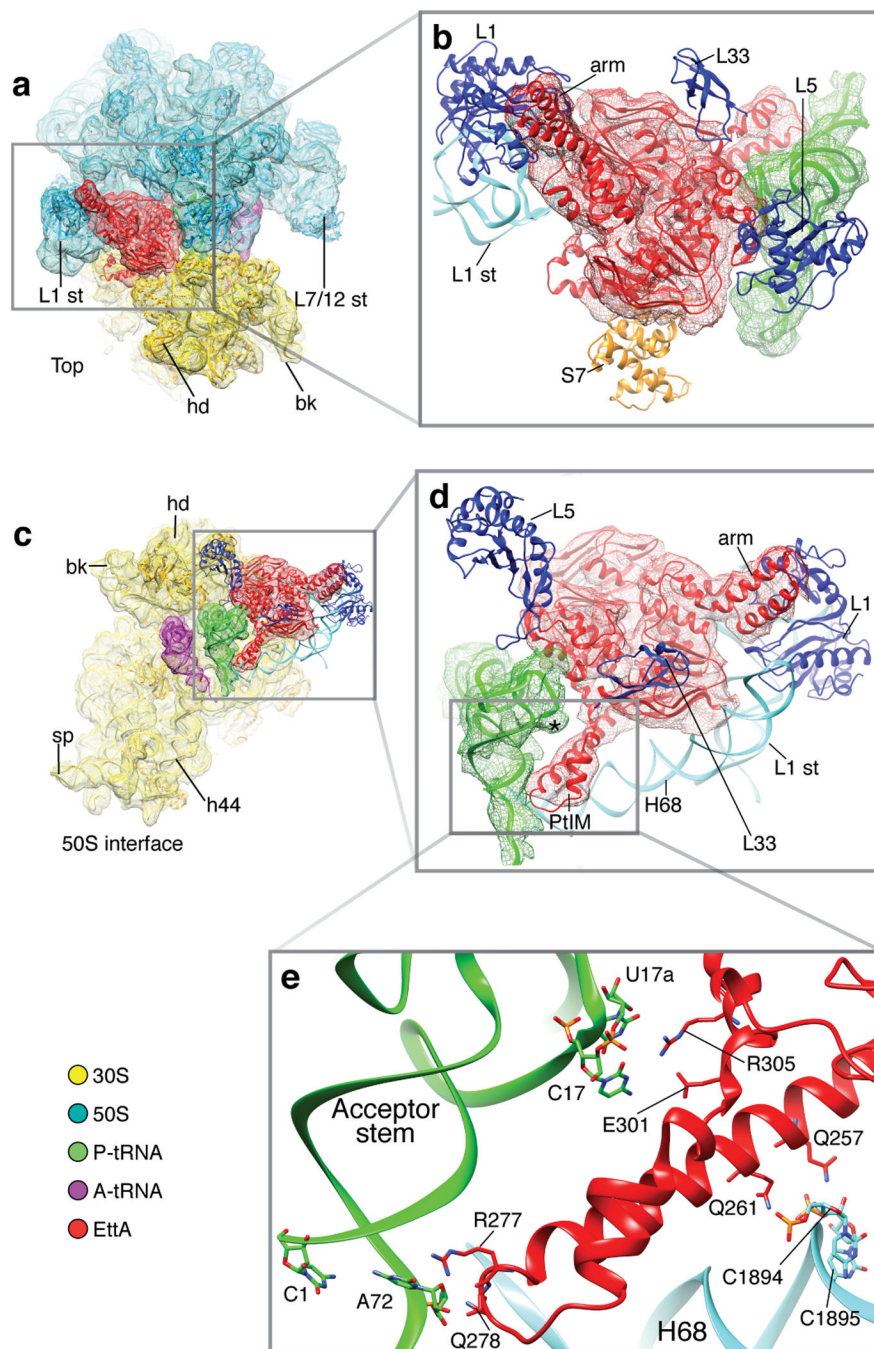 a
L1 st
L7/12 st
Top
hd
bk
b
L1
arm
L33
L5
L1 st
S7
c
hd
bk
sp
h44
50S interface
d
L5
arm
L1
*
L1 st
PtIM
H68
L33
e
U17a
C17
R305
Acceptor
stem
E301
Q257
Q261
R277
C1894
C1
A72
Q278
H68
C1895
30S
50S
P-tRNA
A-tRNA
EttA